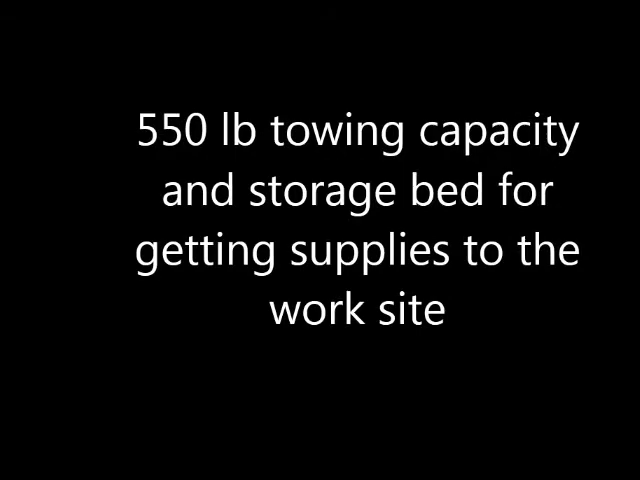 550 lb towing capacity
and storage bed for
getting supplies to the
work site